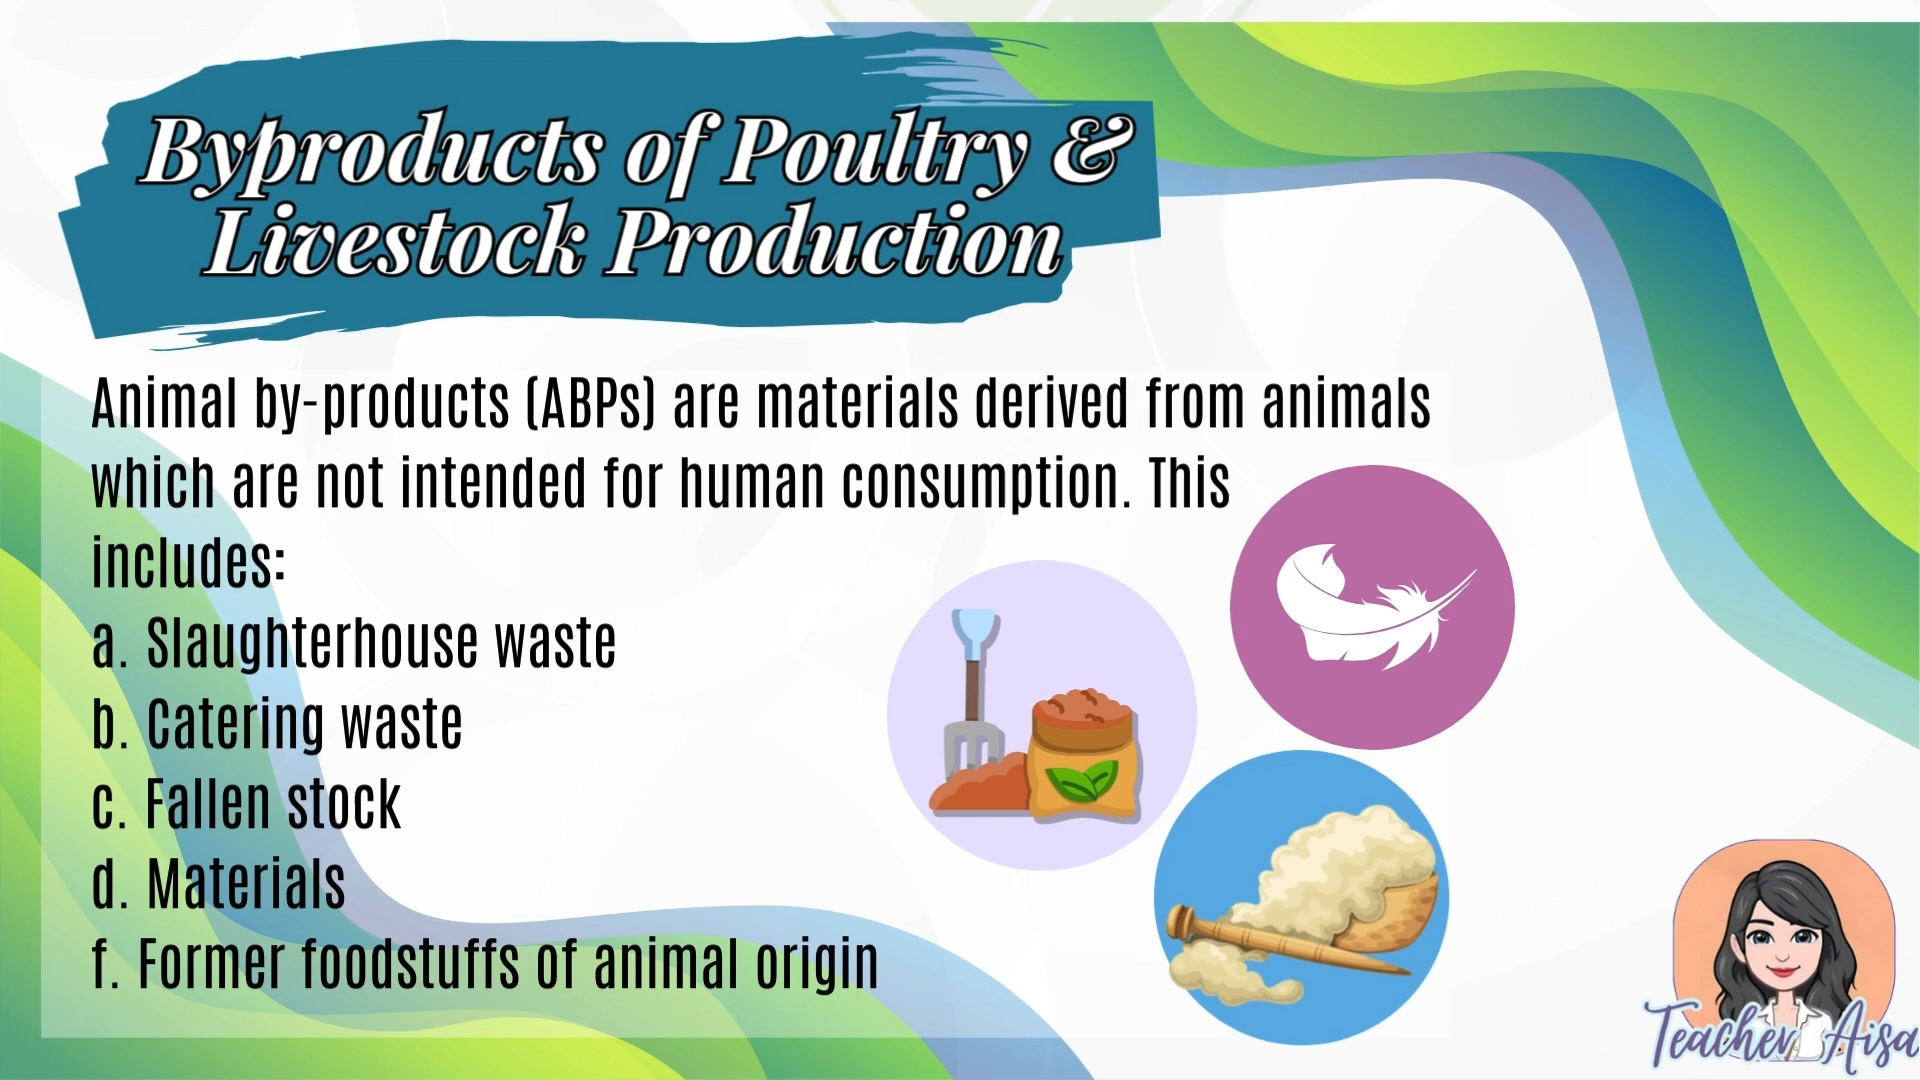 Byproducts of Poultry &
Livestock Production
Animal by-products (ABPs) are materials derived from animals
which are not intended for human consumption. This
includes:
a. Slaughterhouse waste
b. Catering waste
c. Fallen stock
d. Materials
f. Former foodstuffs of animal origin
Teacher Aisa